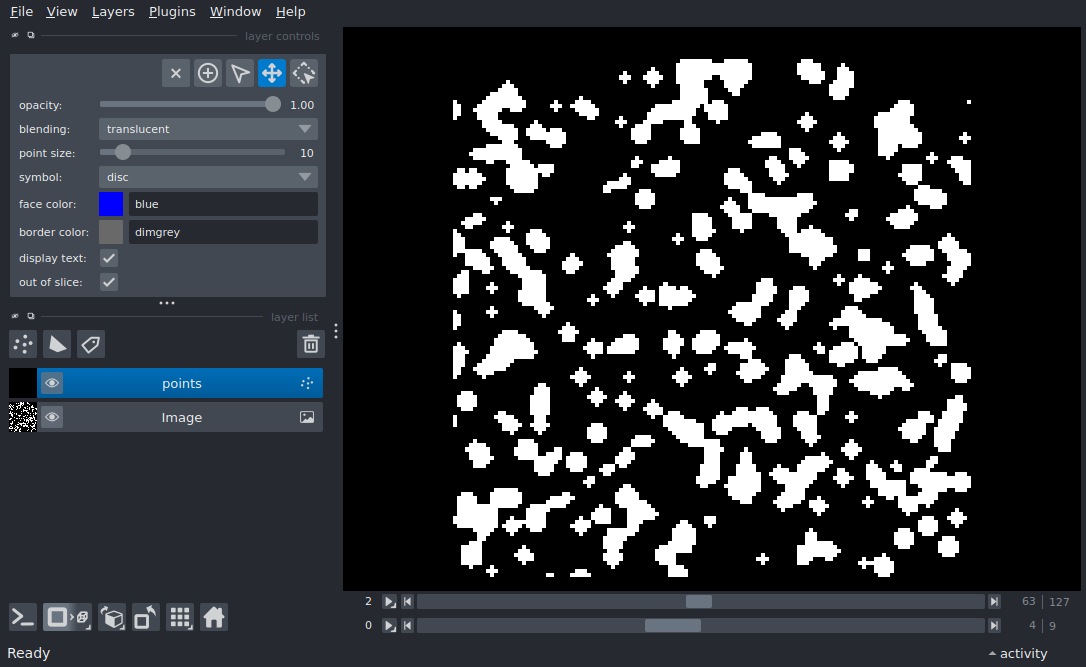 File View Layers Plugins Window Help
layer controls
opacity: 1.00
blending: translucent
point size: 10
symbol: disc
face color: blue
border color: dimgrey
display text:
out of slice:
layer list
points
Image
2 63 127
0 4 9
Ready activity